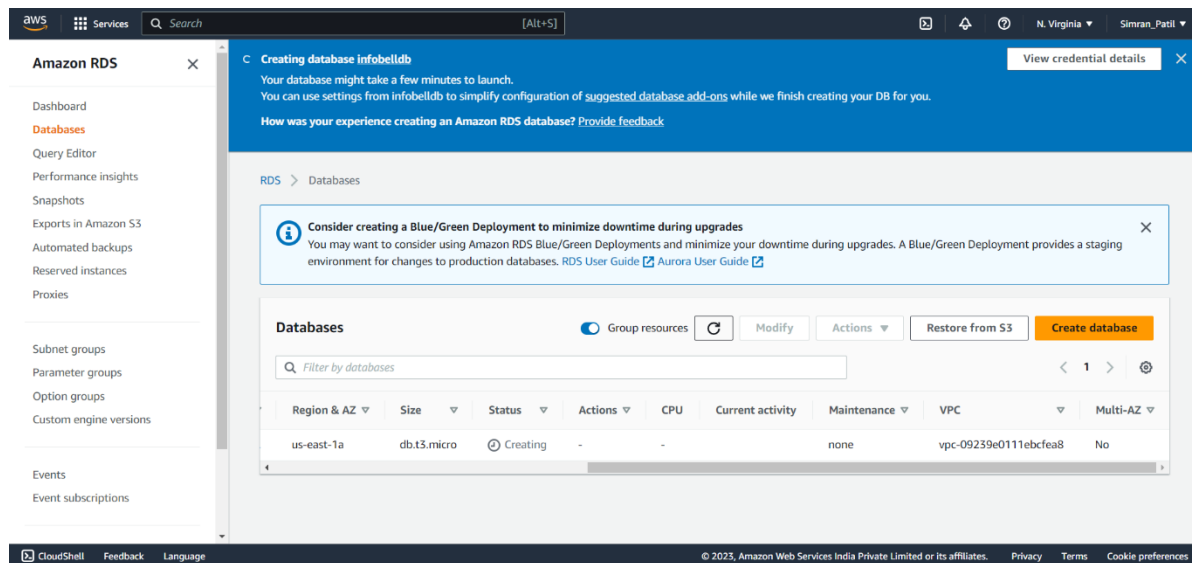 aws Services Search [Alt+S] N. Virginia ▼ Simran_Patil ▼
Amazon RDS
Dashboard
Databases
Query Editor
Performance insights
Snapshots
Exports in Amazon S3
Automated backups
Reserved instances
Proxies
Subnet groups
Parameter groups
Option groups
Custom engine versions
Events
Event subscriptions
Creating database infobelldb View credential details
Your database might take a few minutes to launch.
You can use settings from infobelldb to simplify configuration of suggested database add-ons while we finish creating your DB for you.
How was your experience creating an Amazon RDS database? Provide feedback
RDS > Databases
Consider creating a Blue/Green Deployment to minimize downtime during upgrades
You may want to consider using Amazon RDS Blue/Green Deployments and minimize your downtime during upgrades. A Blue/Green Deployment provides a staging
environment for changes to production databases. RDS User Guide Aurora User Guide
Databases Group resources Modify Actions ▼ Restore from S3 Create database
Filter by databases < 1 >
Region & AZ Size Status Actions CPU Current activity Maintenance VPC Multi-AZ
us-east-1a db.t3.micro Creating - - none vpc-09239e0111ebcfea8 No
CloudShell Feedback Language © 2023, Amazon Web Services India Private Limited or its affiliates. Privacy Terms Cookie preferences